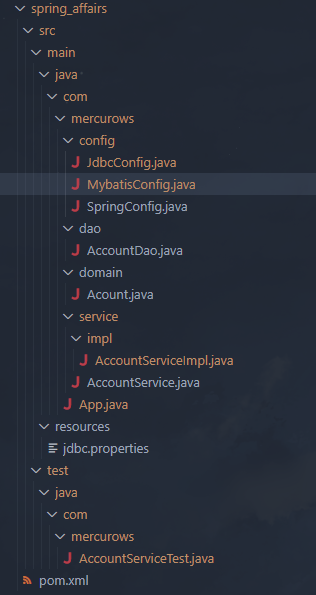 spring_affairs
src
main
java
com
mercurows
config
JdbcConfig.java
MybatisConfig.java
SpringConfig.java
dao
AccountDao.java
domain
Acount.java
service
impl
AccountServiceImpl.java
AccountService.java
App.java
resources
jdbc.properties
test
java
com
mercurows
AccountServiceTest.java
pom.xml